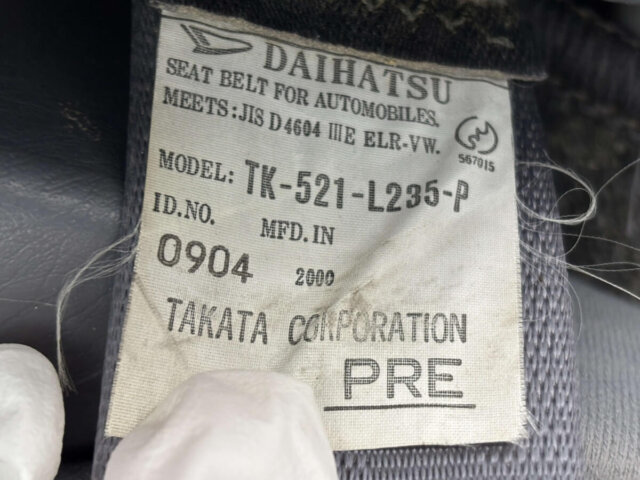 DAIHATSU
SEAT BELT FOR AUTOMOBILES.
MEETS: JIS D4604 IIIE ELR-VW.
567015
MODEL: TK-521-L235-P
ID.NO. MFD.IN
0904 2000
TAKATA CORPORATION
PRE